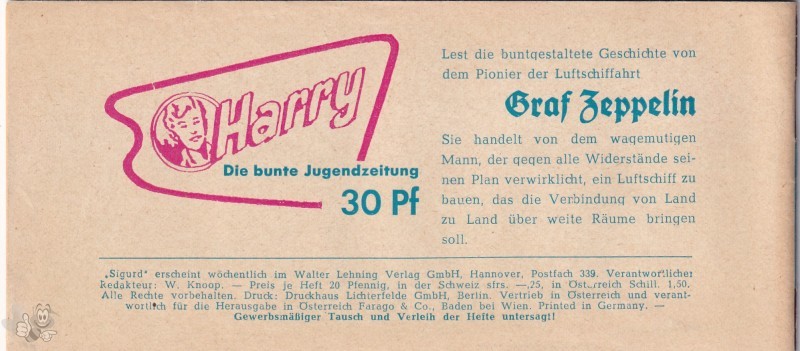 Harry
Die bunte Jugendzeitung
30 Pf
Lest die buntgestaltete Geschichte von
dem Pionier der Luftschiffahrt
Graf Zeppelin
Sie handelt von dem wagemutigen
Mann, der gegen alle Widerstände sei-
nen Plan verwirklicht, ein Luftschiff zu
bauen, das die Verbindung von Land
zu Land über weite Räume bringen
soll.
„Sigurd" erscheint wöchentlich im Walter Lehning Verlag GmbH, Hannover, Postfach 339. Verantwortlicher
Redakteur: W. Knoop. — Preis je Heft 20 Pfennig, in der Schweiz sfrs. —,25, in Österreich Schill. 1,50.
Alle Rechte vorbehalten. Druck: Druckhaus Lichterfelde GmbH, Berlin. Vertrieb in Österreich und verant-
wortlich für die Herausgabe in Österreich Farago & Co., Baden bei Wien. Printed in Germany. —
Gewerbsmäßiger Tausch und Verleih der Hefte untersagt!